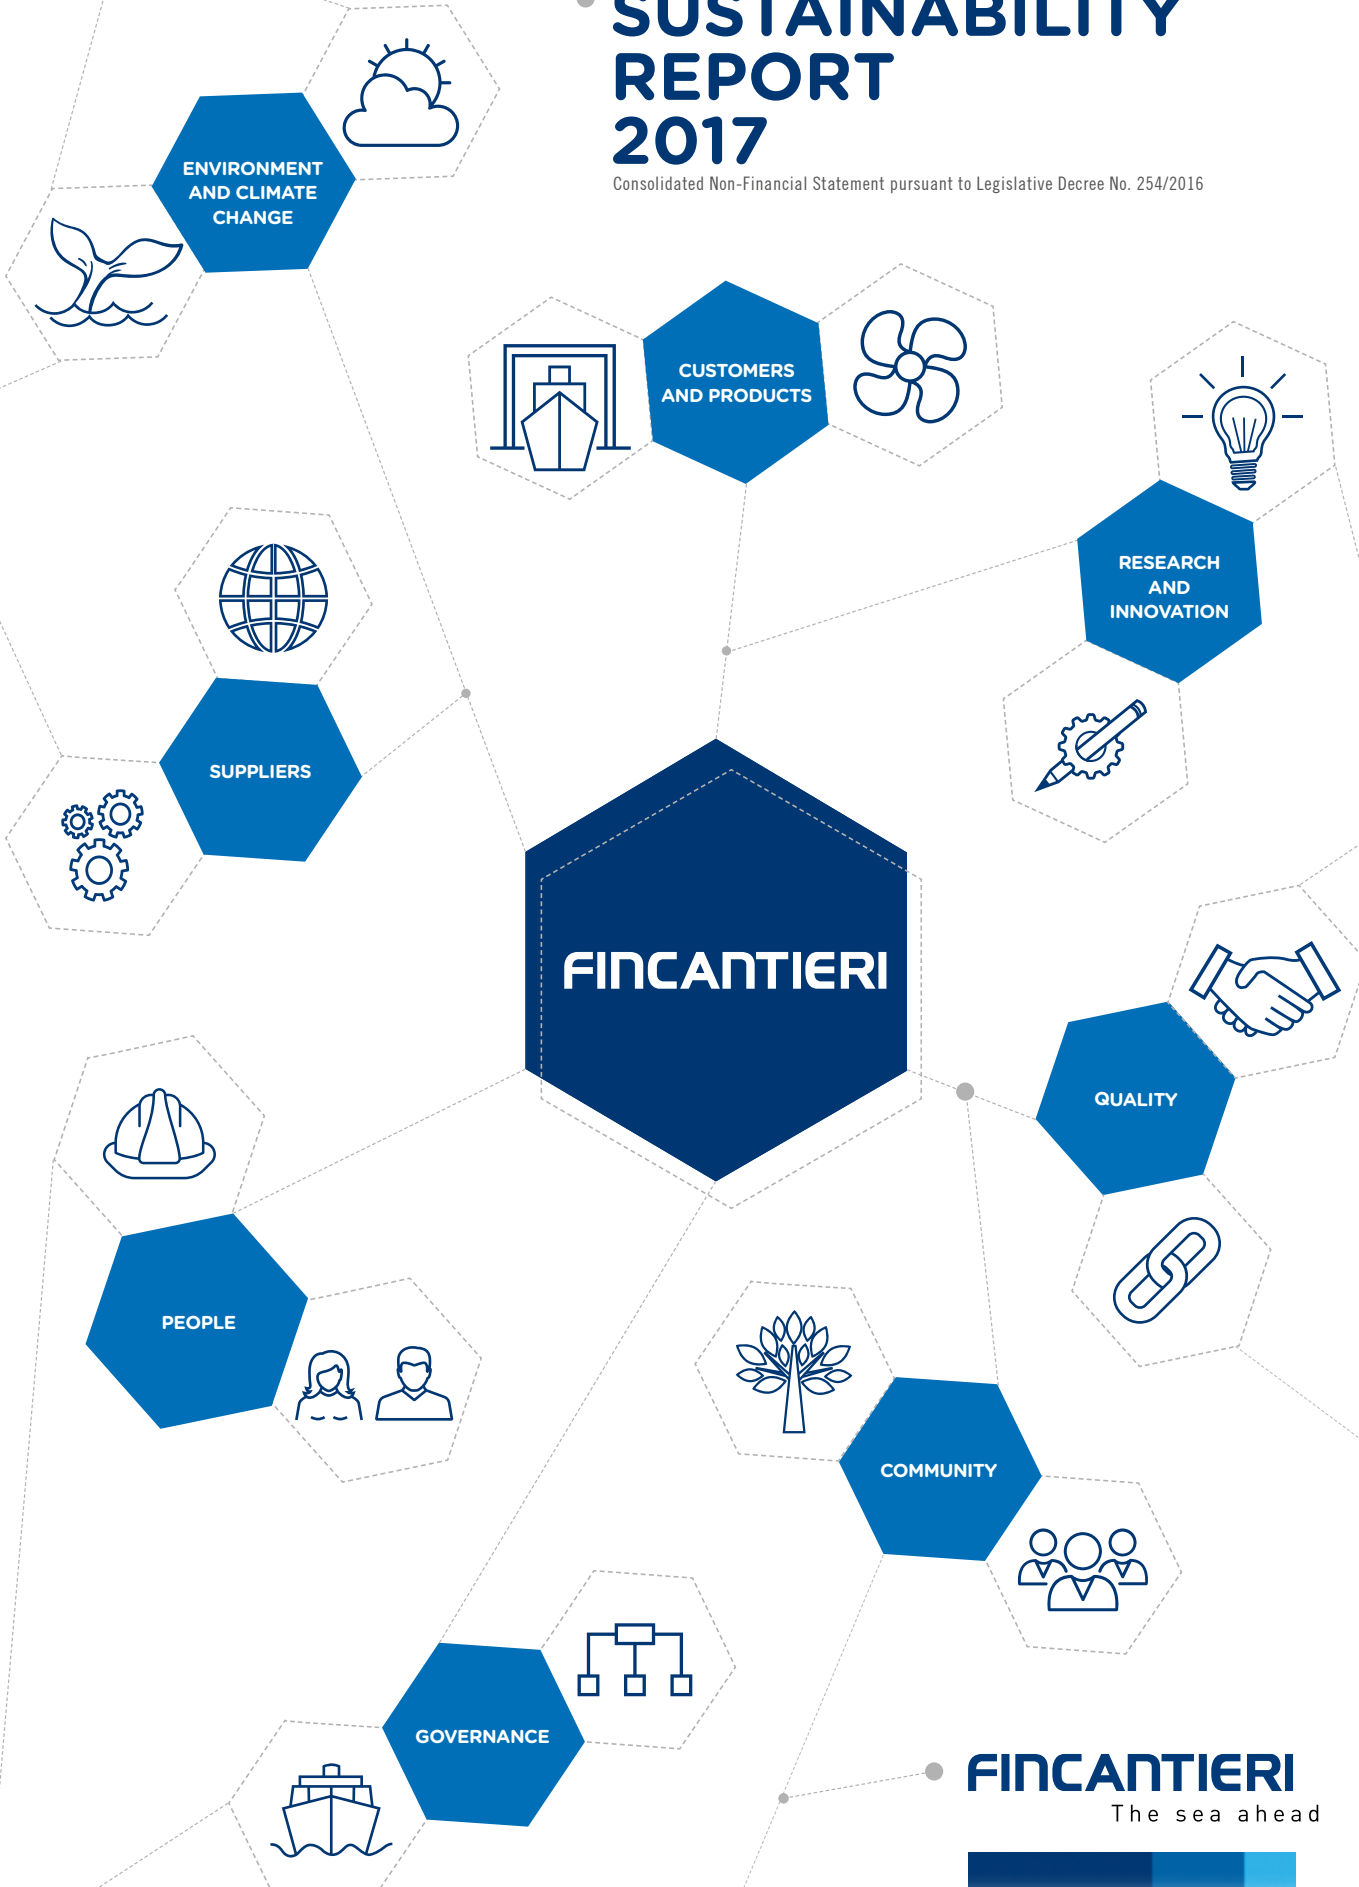 SUSTAINABILITY
REPORT
2017
Consolidated Non-Financial Statement pursuant to Legislative Decree No. 254/2016
ENVIRONMENT
AND CLIMATE
CHANGE
CUSTOMERS
AND PRODUCTS
RESEARCH
AND
INNOVATION
SUPPLIERS
FINCANTIERI
QUALITY
PEOPLE
COMMUNITY
GOVERNANCE
FINCANTIERI
The sea ahead